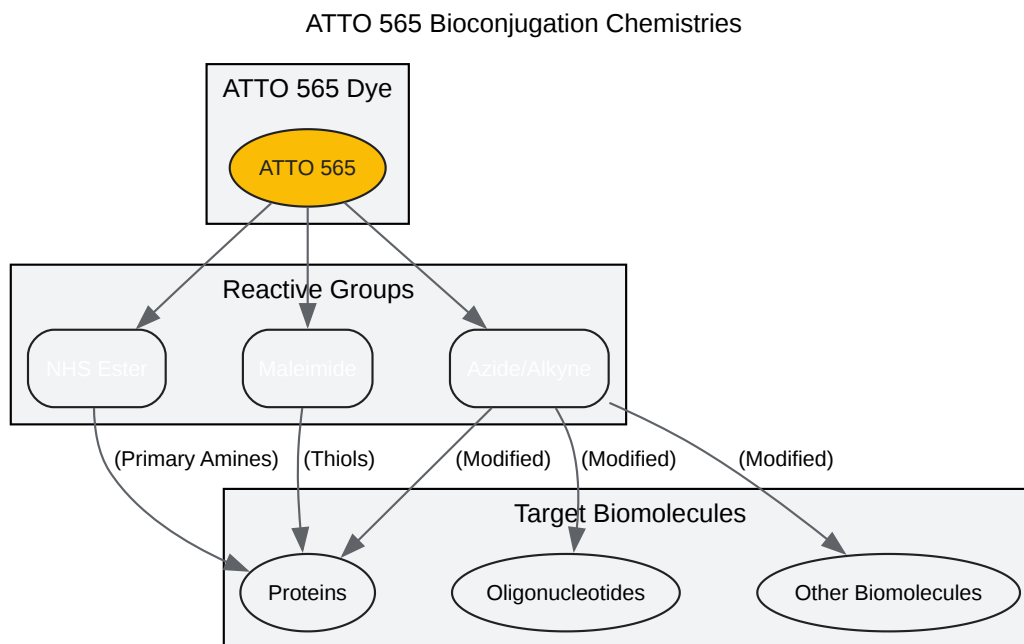 ATTO 565 Bioconjugation Chemistries
ATTO 565 Dye
ATTO 565
Reactive Groups
NHS Ester
Maleimide
Azide/Alkyne
(Primary Amines)
(Thiols)
(Modified)
(Modified)
(Modified)
Target Biomolecules
Proteins
Oligonucleotides
Other Biomolecules